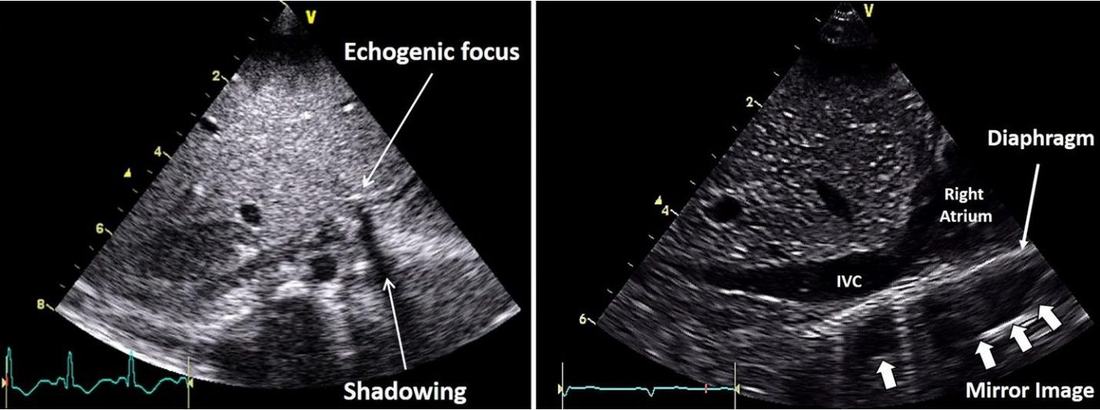 V
Echogenic focus
2
4
6
8
Shadowing
V
2
Diaphragm
4
Right
Atrium
IVC
6
Mirror Image